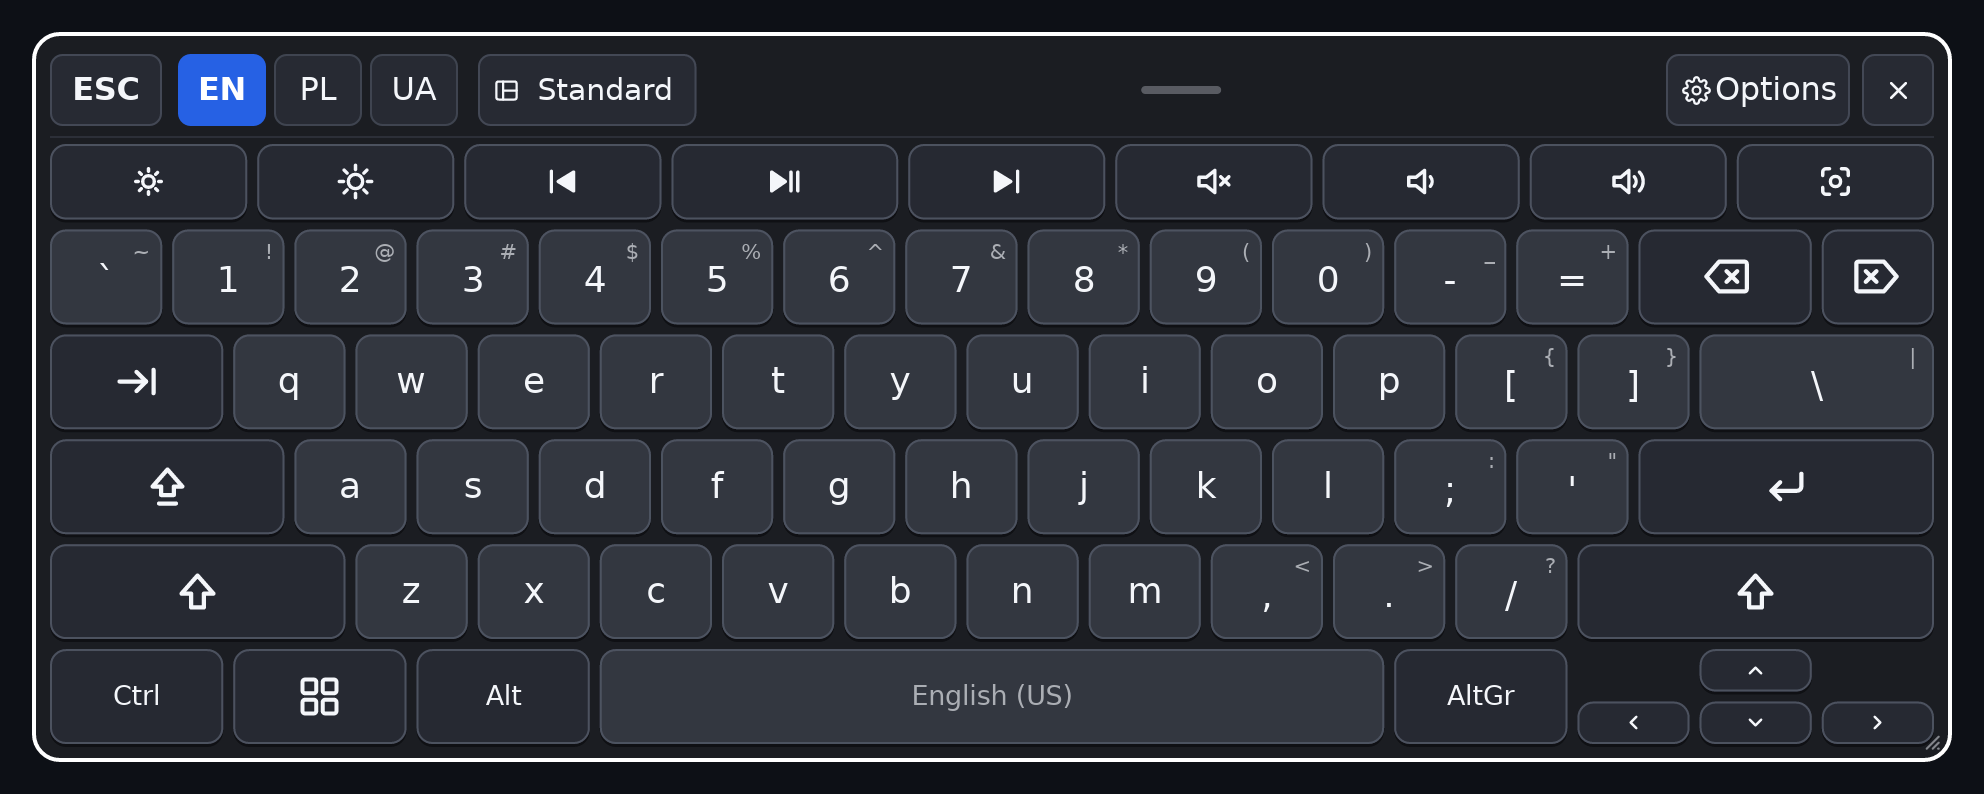 ESC EN PL UA Standard Options
` ~ 1 ! 2 @ 3 # 4 $ 5 % 6 ^ 7 & 8 * 9 ( 0 ) - _ = +
q w e r t y u i o p [ { ] } \ |
a s d f g h j k l ; : ' "
z x c v b n m , < . > / ?
Ctrl Alt English (US) AltGr